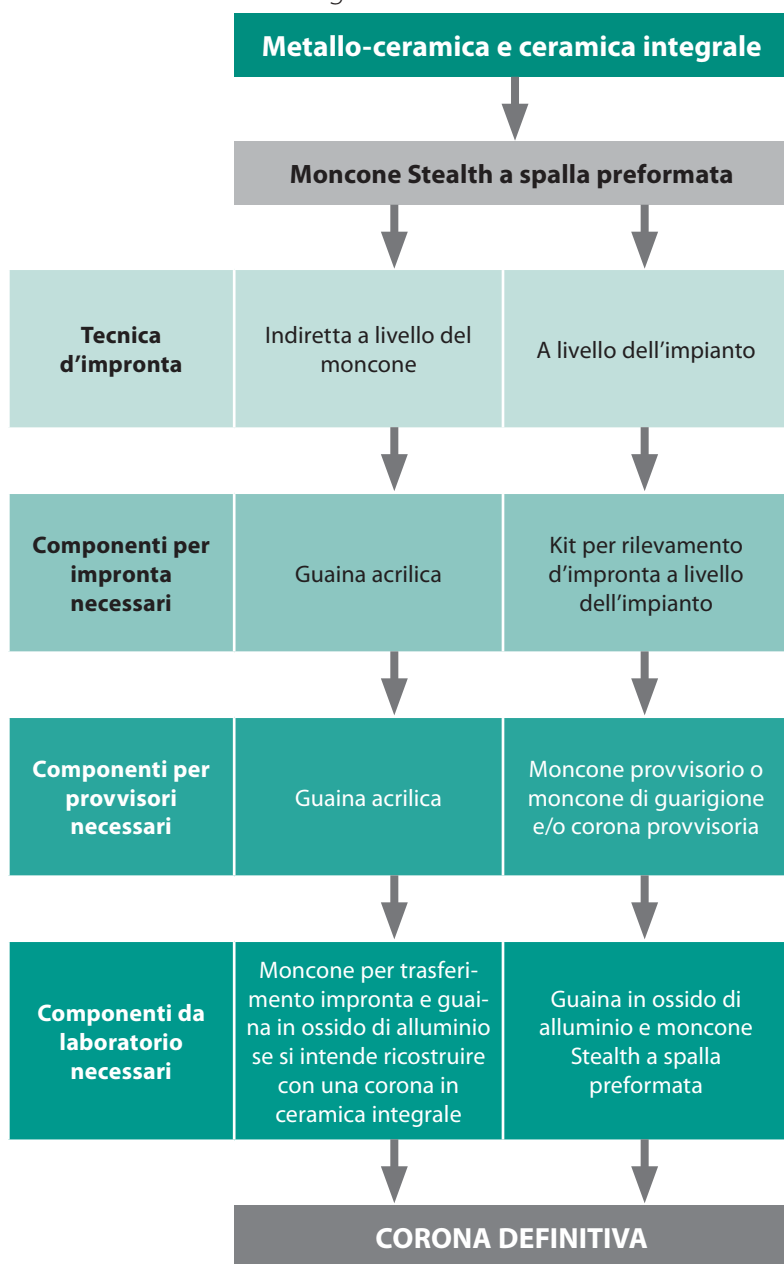 Metallo-ceramica e ceramica integrale
Moncone Stealth a spalla preformata
Tecnica
d’impronta
Indiretta a livello del
moncone
A livello dell’impianto
Componenti per
impronta
necessari
Guaina acrilica
Kit per rilevamento
d’impronta a livello
dell’impianto
Componenti per
provvisori
necessari
Guaina acrilica
Moncone provvisorio o
moncone di guarigione
e/o corona provvisoria
Componenti da
laboratorio
necessari
Moncone per trasferi-
mento impronta e guai-
na in ossido di alluminio
se si intende ricostruire
con una corona in
ceramica integrale
Guaina in ossido di
alluminio e moncone
Stealth a spalla
preformata
CORONA DEFINITIVA